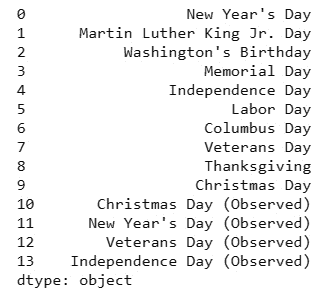 0 New Year's Day
1 Martin Luther King Jr. Day
2 Washington's Birthday
3 Memorial Day
4 Independence Day
5 Labor Day
6 Columbus Day
7 Veterans Day
8 Thanksgiving
9 Christmas Day
10 Christmas Day (Observed)
11 New Year's Day (Observed)
12 Veterans Day (Observed)
13 Independence Day (Observed)
dtype: object